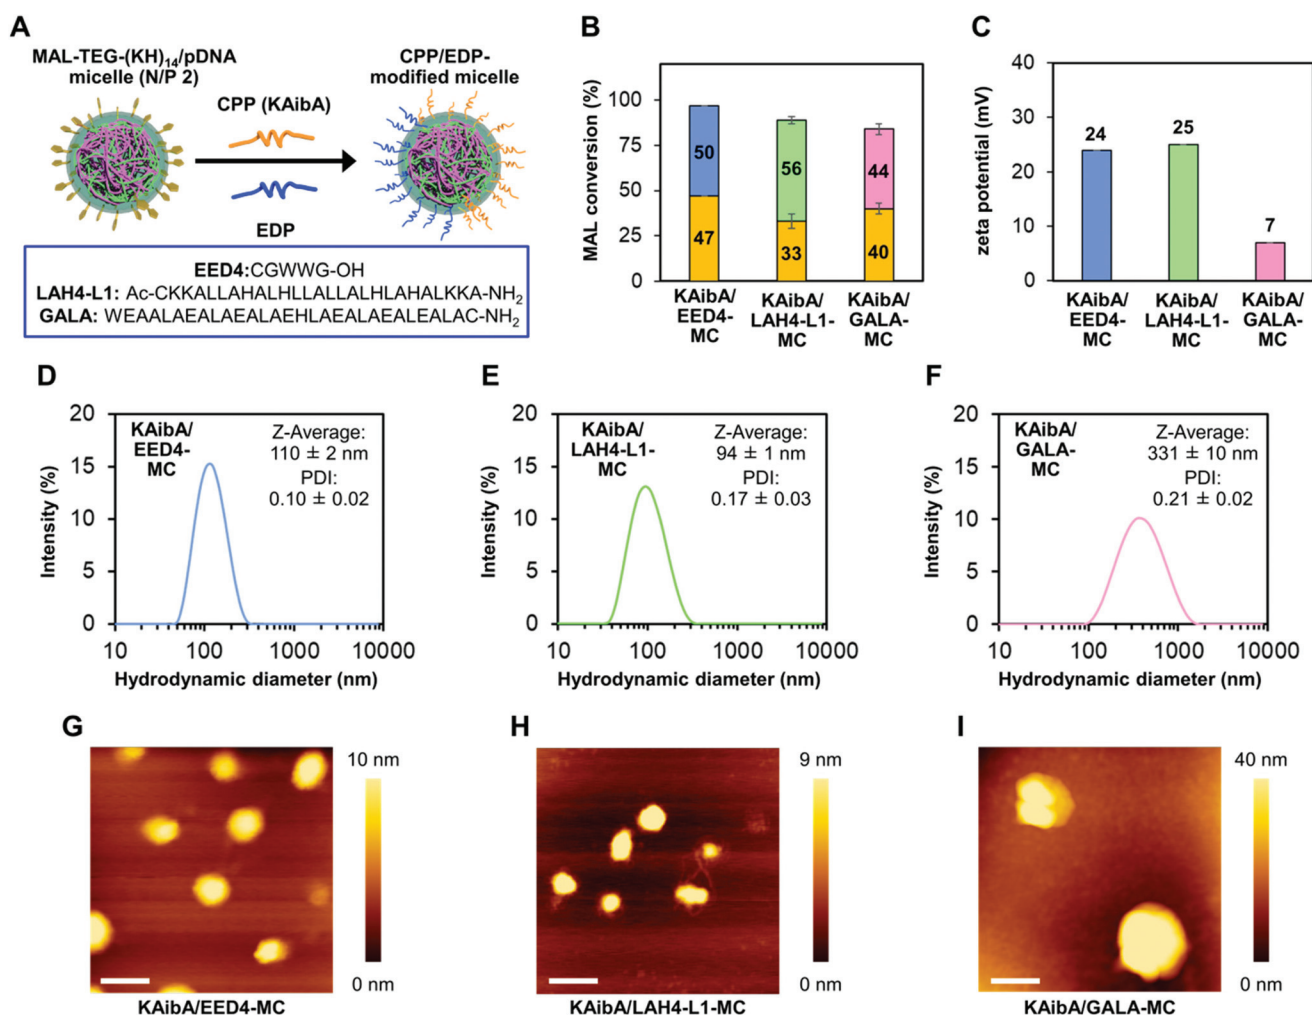 A
MAL-TEG-(KH)14/pDNA
micelle (N/P 2)
CPP (KAibA)
EDP
CPP/EDP-
modified micelle
EED4:CGWWG-OH
LAH4-L1: Ac-CKKALLAHALHLLALLALHLAHALKKA-NH2
GALA: WEAALAEALAEALAEHLAEALAEALEALAC-NH2
B
MAL conversion (%)
100
75
50
25
0
50
47
56
33
44
40
KAibA/
EED4-
MC
KAibA/
LAH4-L1-
MC
KAibA/
GALA-
MC
C
zeta potential (mV)
40
30
20
10
0
24
25
7
KAibA/
EED4-
MC
KAibA/
LAH4-L1-
MC
KAibA/
GALA-
MC
D
Intensity (%)
20
15
10
5
0
KAibA/
EED4-
MC
Z-Average:
110 ± 2 nm
PDI:
0.10 ± 0.02
10
100
1000
10000
Hydrodynamic diameter (nm)
E
Intensity (%)
20
15
10
5
0
KAibA/
LAH4-L1-
MC
Z-Average:
94 ± 1 nm
PDI:
0.17 ± 0.03
10
100
1000
10000
Hydrodynamic diameter (nm)
F
Intensity (%)
20
15
10
5
0
KAibA/
GALA-
MC
Z-Average:
331 ± 10 nm
PDI:
0.21 ± 0.02
10
100
1000
10000
Hydrodynamic diameter (nm)
G
10 nm
0 nm
KAibA/EED4-MC
H
9 nm
0 nm
KAibA/LAH4-L1-MC
I
40 nm
0 nm
KAibA/GALA-MC